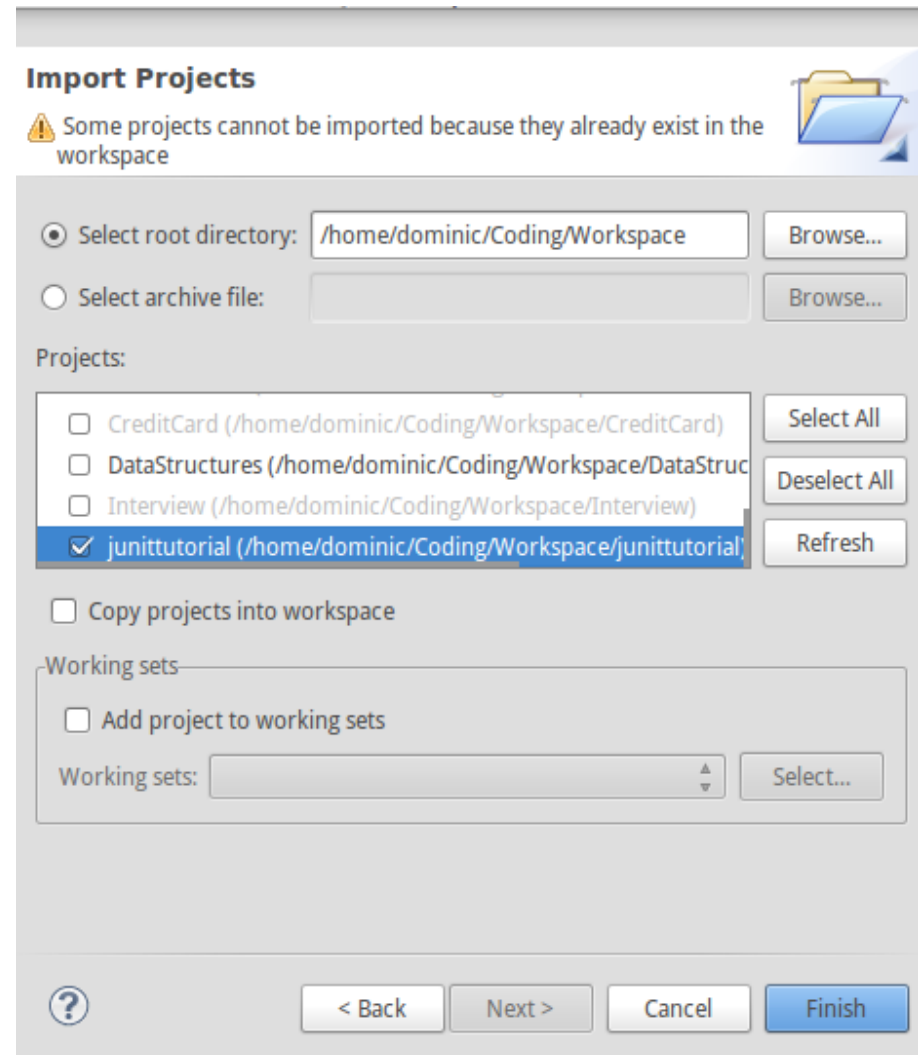 Import Projects
Some projects cannot be imported because they already exist in the
workspace
Select root directory: /home/dominic/Coding/Workspace Browse...
Select archive file: Browse...
Projects:
CreditCard (/home/dominic/Coding/Workspace/CreditCard)
DataStructures (/home/dominic/Coding/Workspace/DataStruc
Interview (/home/dominic/Coding/Workspace/Interview)
junittutorial (/home/dominic/Coding/Workspace/junittutorial)
Select All
Deselect All
Refresh
Copy projects into workspace
Working sets
Add project to working sets
Working sets: Select...
? < Back Next > Cancel Finish